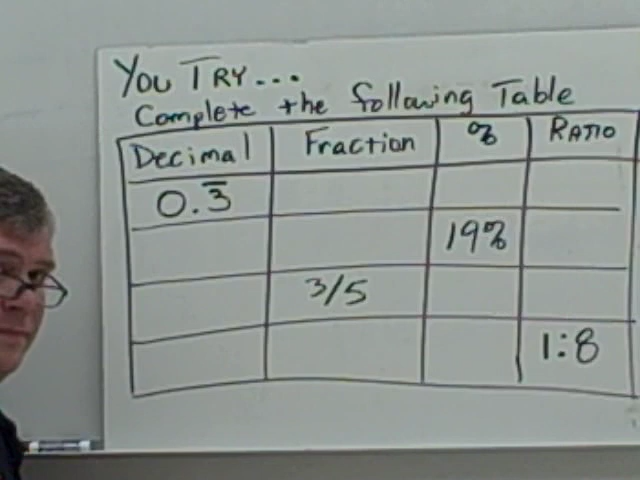 You TRY...
Complete the following Table
Decimal Fraction % RATIO
0.3̅
19%
3/5
1:8